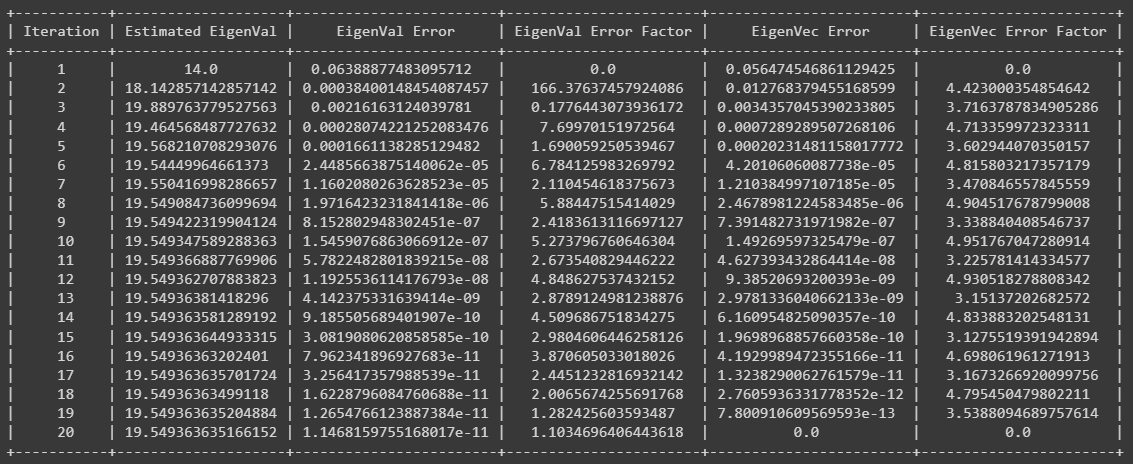 +-----------+--------------------+------------------------+---------------------+------------------------+---------------------+
| Iteration | Estimated EigenVal | EigenVal Error | EigenVal Error Factor | EigenVec Error | EigenVec Error Factor |
+-----------+--------------------+------------------------+---------------------+------------------------+---------------------+
| 1 | 14.0 | 0.06388877483095712 | 0.0 | 0.056474546861129425 | 0.0 |
| 2 | 18.142857142857142 | 0.00038400148454087457 | 166.37637457924086 | 0.012768379455168599 | 4.423000354854642 |
| 3 | 19.889763779527563 | 0.00216163124039781 | 0.1776443073936172 | 0.0034357045390233805 | 3.7163787834905286 |
| 4 | 19.464568487727632 | 0.00028074221252083476 | 7.69970151972564 | 0.0007289289507268106 | 4.713359972323311 |
| 5 | 19.568210708293076 | 0.0001661138285129482 | 1.690059250539467 | 0.00020231481158017772 | 3.602944070350157 |
| 6 | 19.54449964661373 | 2.4485663875140062e-05 | 6.784125983269792 | 4.20106060087738e-05 | 4.815803217357179 |
| 7 | 19.550416998286657 | 1.1602080263628523e-05 | 2.110454618375673 | 1.210384997107185e-05 | 3.470846557845559 |
| 8 | 19.549084736099694 | 1.9716423231841418e-06 | 5.88447515414029 | 2.4678981224583485e-06 | 4.904517678799008 |
| 9 | 19.549422319904124 | 8.152802948302451e-07 | 2.4183613116697127 | 7.391482731971982e-07 | 3.338840408546737 |
| 10 | 19.549347589288363 | 1.5459076863066912e-07 | 5.273796760646304 | 1.49269597325479e-07 | 4.951767047280914 |
| 11 | 19.549366887769906 | 5.7822482801839215e-08 | 2.673540829446222 | 4.627393432864414e-08 | 3.225781414334577 |
| 12 | 19.549362707883823 | 1.1925536114176793e-08 | 4.848627537432152 | 9.38520693200393e-09 | 4.930518278808342 |
| 13 | 19.54936381418296 | 4.142375331639414e-09 | 2.8789124981238876 | 2.9781336040662133e-09 | 3.15137202682572 |
| 14 | 19.549363581289192 | 9.185505689401907e-10 | 4.509686751834275 | 6.160954825090357e-10 | 4.833883202548131 |
| 15 | 19.549363644933315 | 3.0819080620858585e-10 | 2.9804606446258126 | 1.9698968857660358e-10 | 3.1275519391942894 |
| 16 | 19.54936363202401 | 7.962341896927683e-11 | 3.870605033018026 | 4.1929989472355166e-11 | 4.698061961271913 |
| 17 | 19.549363635701724 | 3.256417357988539e-11 | 2.4451232816932142 | 1.3238290062761579e-11 | 3.1673266920099756 |
| 18 | 19.54936363499118 | 1.6228796084760688e-11 | 2.0065674255691768 | 2.7605936331778352e-12 | 4.795450479802211 |
| 19 | 19.549363635204884 | 1.2654766123887384e-11 | 1.282425603593487 | 7.800910609569593e-13 | 3.5388094689757614 |
| 20 | 19.549363635166152 | 1.1468159755168017e-11 | 1.1034696406443618 | 0.0 | 0.0 |
+-----------+--------------------+------------------------+---------------------+------------------------+---------------------+